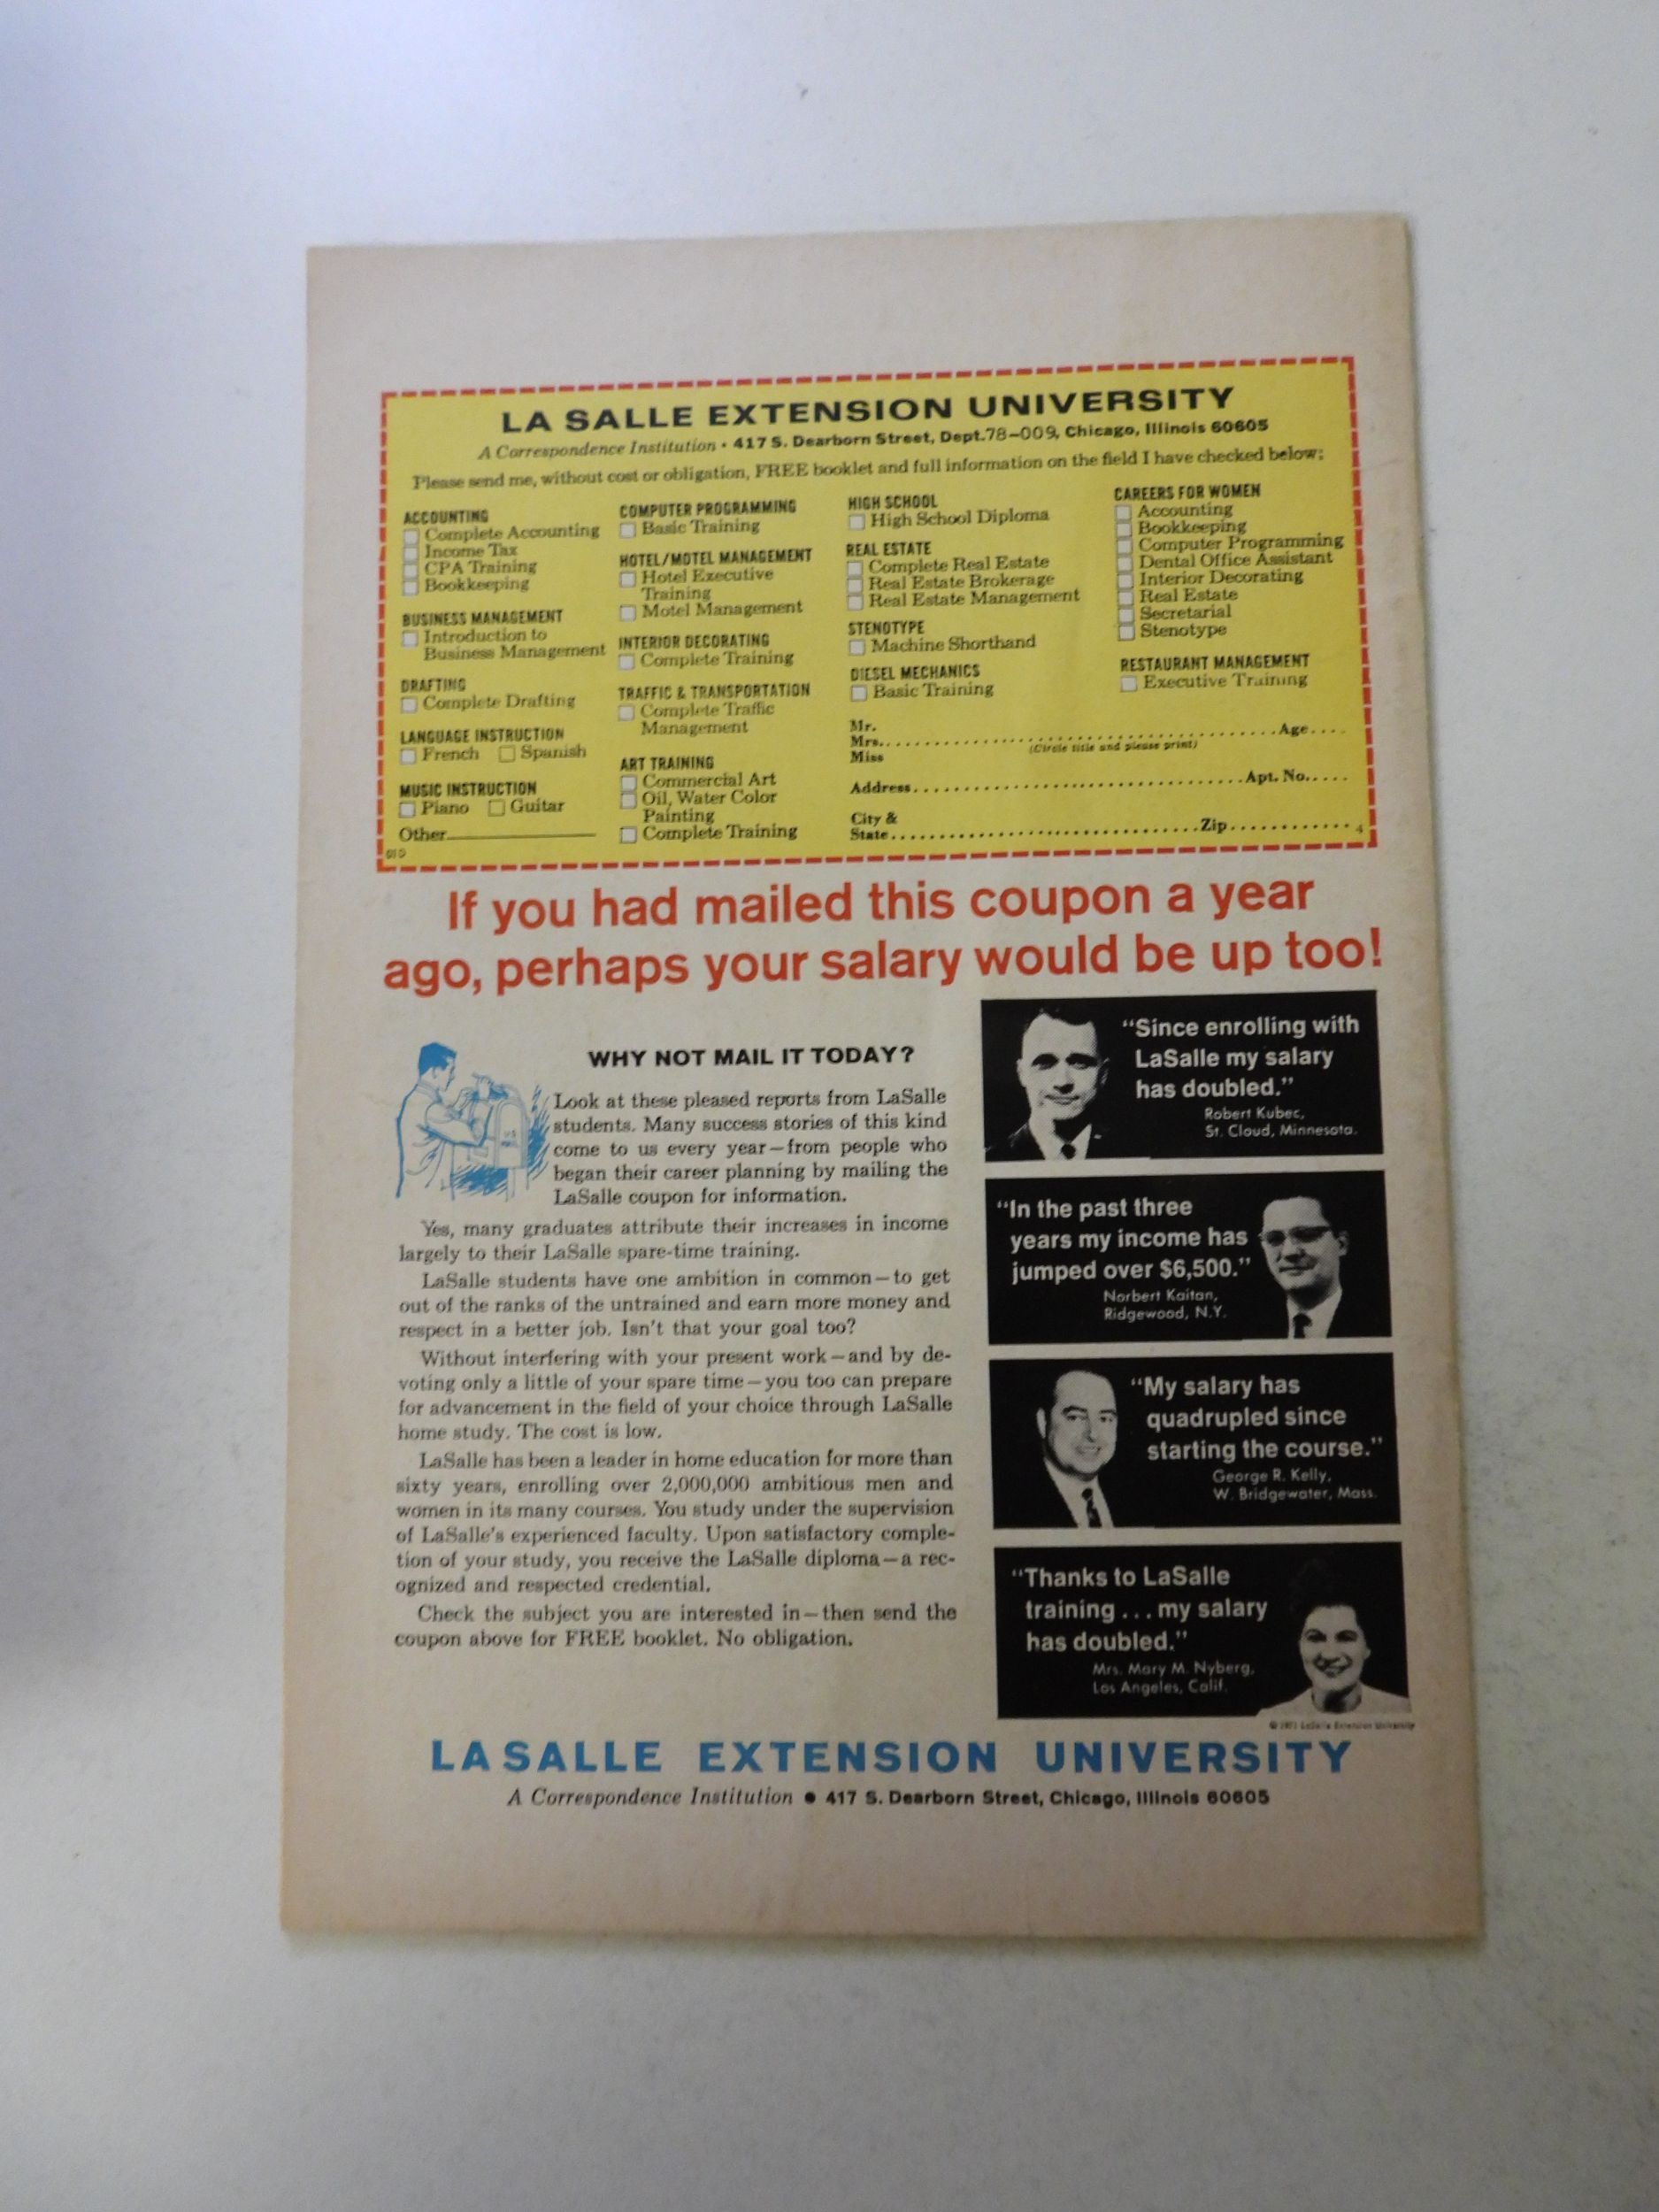 LA SALLE EXTENSION UNIVERSITY
A Correspondence Institution • 417 S. Dearborn Street, Dept. 78-009, Chicago, Illinois 60605
Please send me, without cost or obligation, FREE booklet and full information on the field I have checked below:
ACCOUNTING
Complete Accounting
Income Tax
CPA Training
Bookkeeping
BUSINESS MANAGEMENT
Introduction to
Business Management
DRAFTING
Complete Drafting
LANGUAGE INSTRUCTION
French Spanish
MUSIC INSTRUCTION
Piano Guitar
Other
COMPUTER PROGRAMMING
Basic Training
HOTEL/MOTEL MANAGEMENT
Hotel Executive
Training
Motel Management
INTERIOR DECORATING
Complete Training
TRAFFIC & TRANSPORTATION
Complete Traffic
Management
ART TRAINING
Commercial Art
Oil, Water Color
Painting
Complete Training
HIGH SCHOOL
High School Diploma
REAL ESTATE
Complete Real Estate
Real Estate Brokerage
Real Estate Management
STENOTYPE
Machine Shorthand
DIESEL MECHANICS
Basic Training
CAREERS FOR WOMEN
Accounting
Bookkeeping
Computer Programming
Dental Office Assistant
Interior Decorating
Real Estate
Secretarial
Stenotype
RESTAURANT MANAGEMENT
Executive Training
Mr.
Mrs. Age
Miss (Circle title and please print)
Address Apt. No.
City &
State Zip
4
If you had mailed this coupon a year
ago, perhaps your salary would be up too!
WHY NOT MAIL IT TODAY?
Look at these pleased reports from LaSalle
students. Many success stories of this kind
come to us every year—from people who
began their career planning by mailing the
LaSalle coupon for information.
Yes, many graduates attribute their increases in income
largely to their LaSalle spare-time training.
LaSalle students have one ambition in common—to get
out of the ranks of the untrained and earn more money and
respect in a better job. Isn't that your goal too?
Without interfering with your present work—and by de-
voting only a little of your spare time—you too can prepare
for advancement in the field of your choice through LaSalle
home study. The cost is low.
LaSalle has been a leader in home education for more than
sixty years, enrolling over 2,000,000 ambitious men and
women in its many courses. You study under the supervision
of LaSalle's experienced faculty. Upon satisfactory comple-
tion of your study, you receive the LaSalle diploma—a rec-
ognized and respected credential.
Check the subject you are interested in—then send the
coupon above for FREE booklet. No obligation.
"Since enrolling with
LaSalle my salary
has doubled."
Robert Kubec,
St. Cloud, Minnesota.
"In the past three
years my income has
jumped over $6,500."
Norbert Kaitan,
Ridgewood, N.Y.
"My salary has
quadrupled since
starting the course."
George R. Kelly,
W. Bridgewater, Mass.
"Thanks to LaSalle
training . . . my salary
has doubled."
Mrs. Mary M. Nyberg,
Los Angeles, Calif.
© 1971 LaSalle Extension University
LASALLE EXTENSION UNIVERSITY
A Correspondence Institution • 417 S. Dearborn Street, Chicago, Illinois 60605